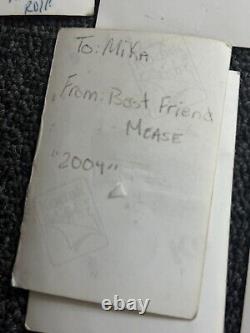 To: Mika
From: Best Friend
Mease
"2004"